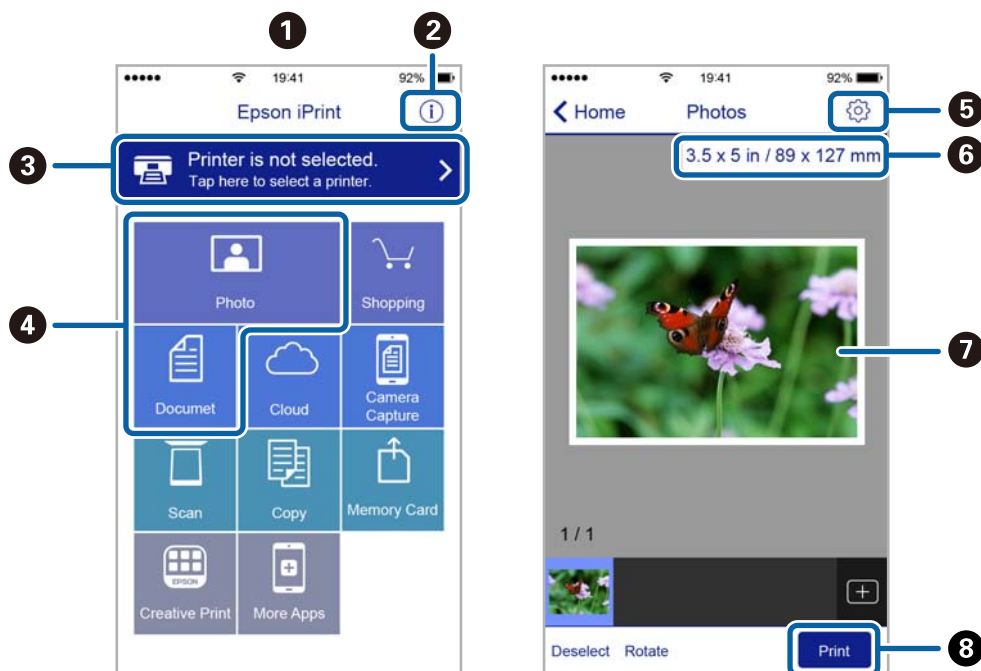 1
2
19:41
92%
Epson iPrint
i
3
Printer is not selected.
Tap here to select a printer.
4
Photo
Shopping
Documet
Cloud
Camera
Capture
Scan
Copy
Memory Card
EPSON
Creative Print
More Apps
19:41
92%
Home
Photos
5
3.5 x 5 in / 89 x 127 mm
6
7
1 / 1
Deselect
Rotate
Print
8